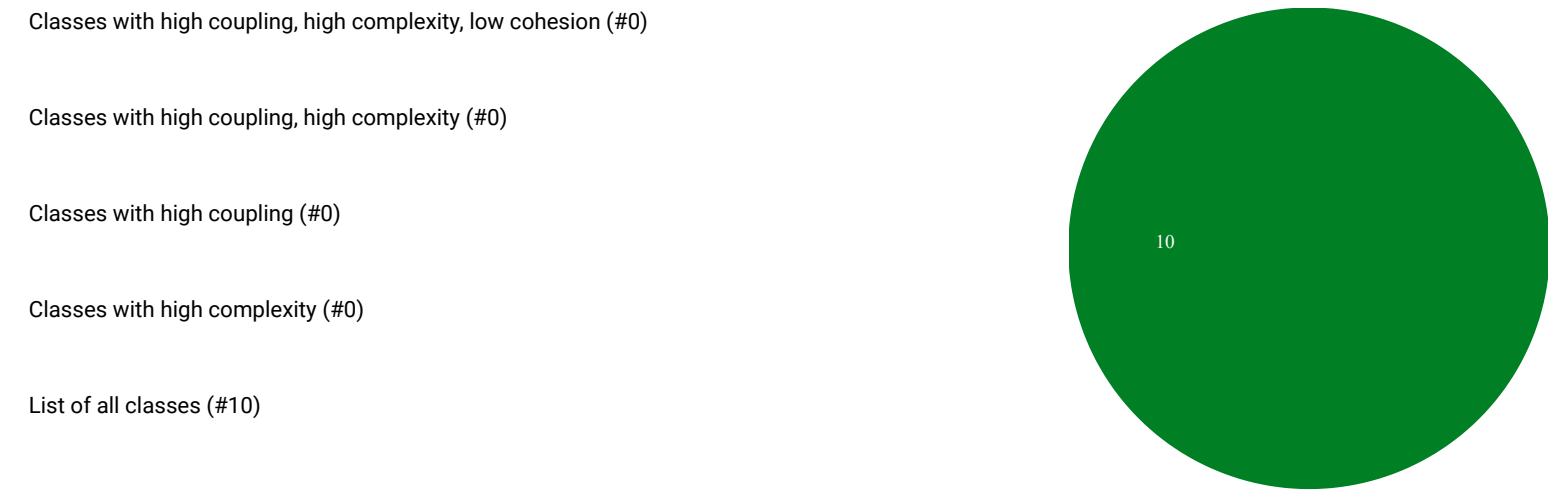 Classes with high coupling, high complexity, low cohesion (#0)
Classes with high coupling, high complexity (#0)
Classes with high coupling (#0)
Classes with high complexity (#0)
List of all classes (#10)
10